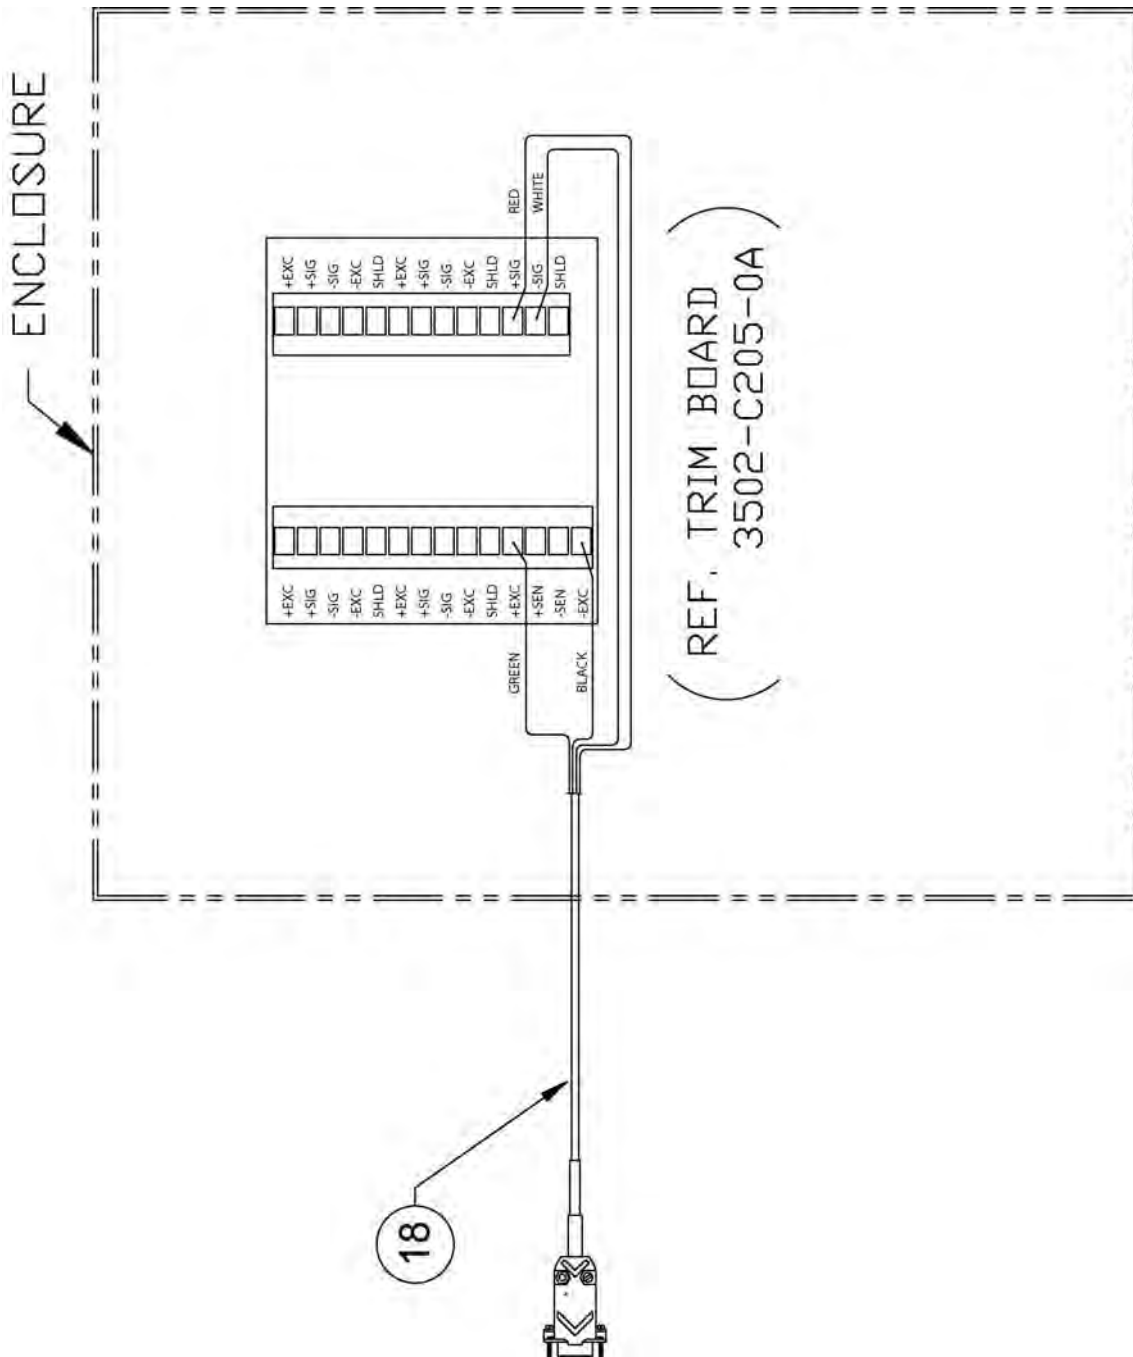 ENCLOSURE
+EXC
+SIG
-SIG
-EXC
SHLD
+EXC
+SIG
-SIG
-EXC
SHLD
+SIG
-SIG
SHLD
RED
WHITE
+EXC
+SIG
-SIG
-EXC
SHLD
+EXC
+SIG
-SIG
-EXC
SHLD
+EXC
+SEN
-SEN
-EXC
GREEN
BLACK
REF. TRIM BOARD
3502-C205-0A
18